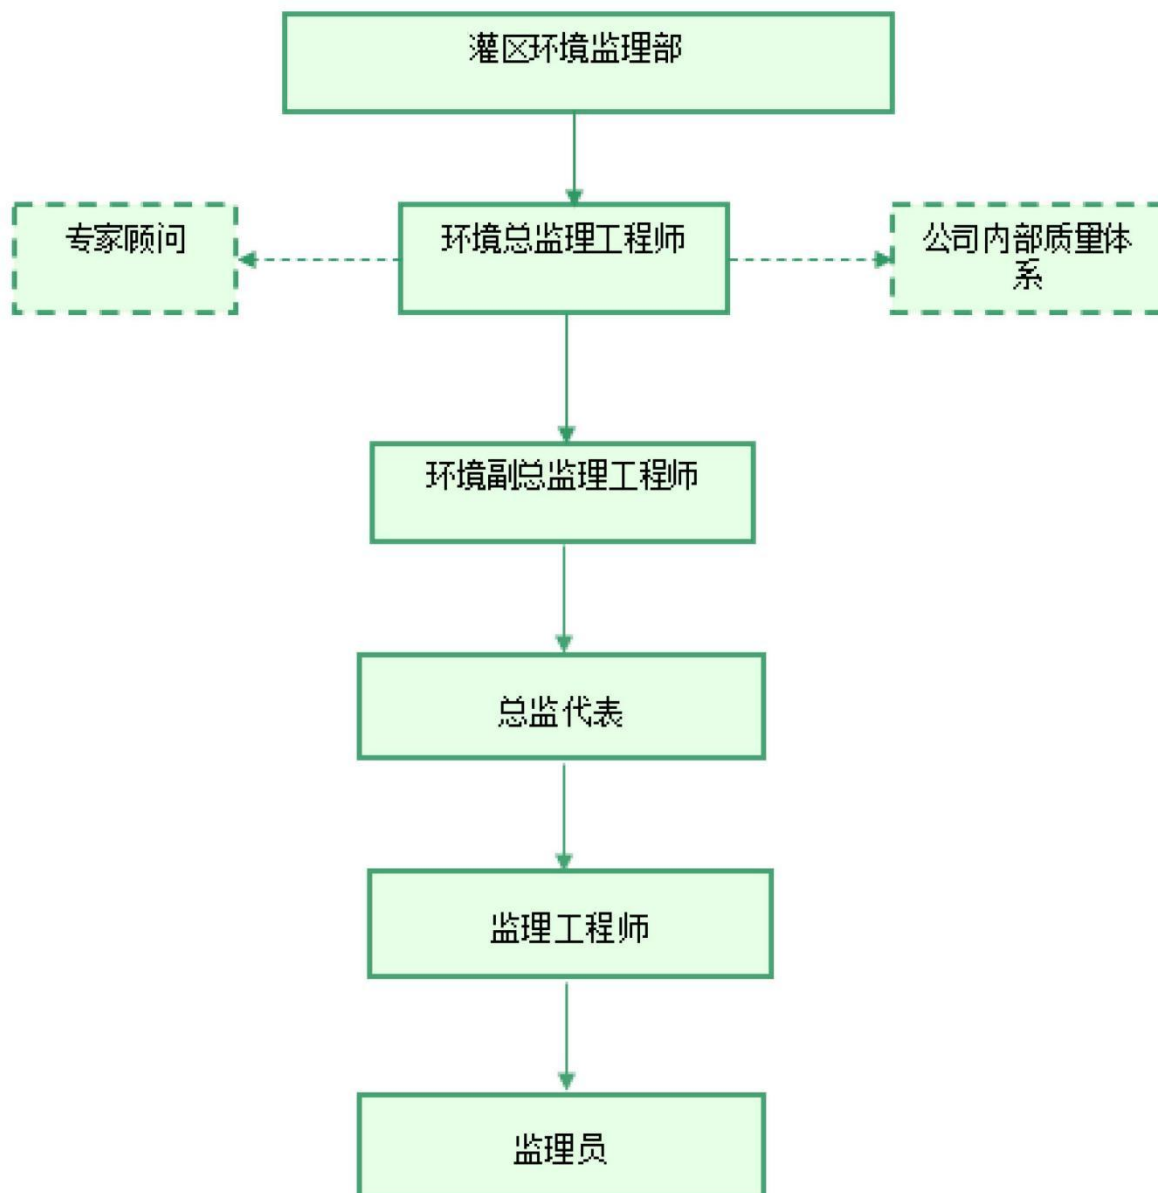 灌区环境监理部
专家顾问
环境总监理工程师
公司内部质量体
系
环境副总监理工程师
总监代表
监理工程师
监理员